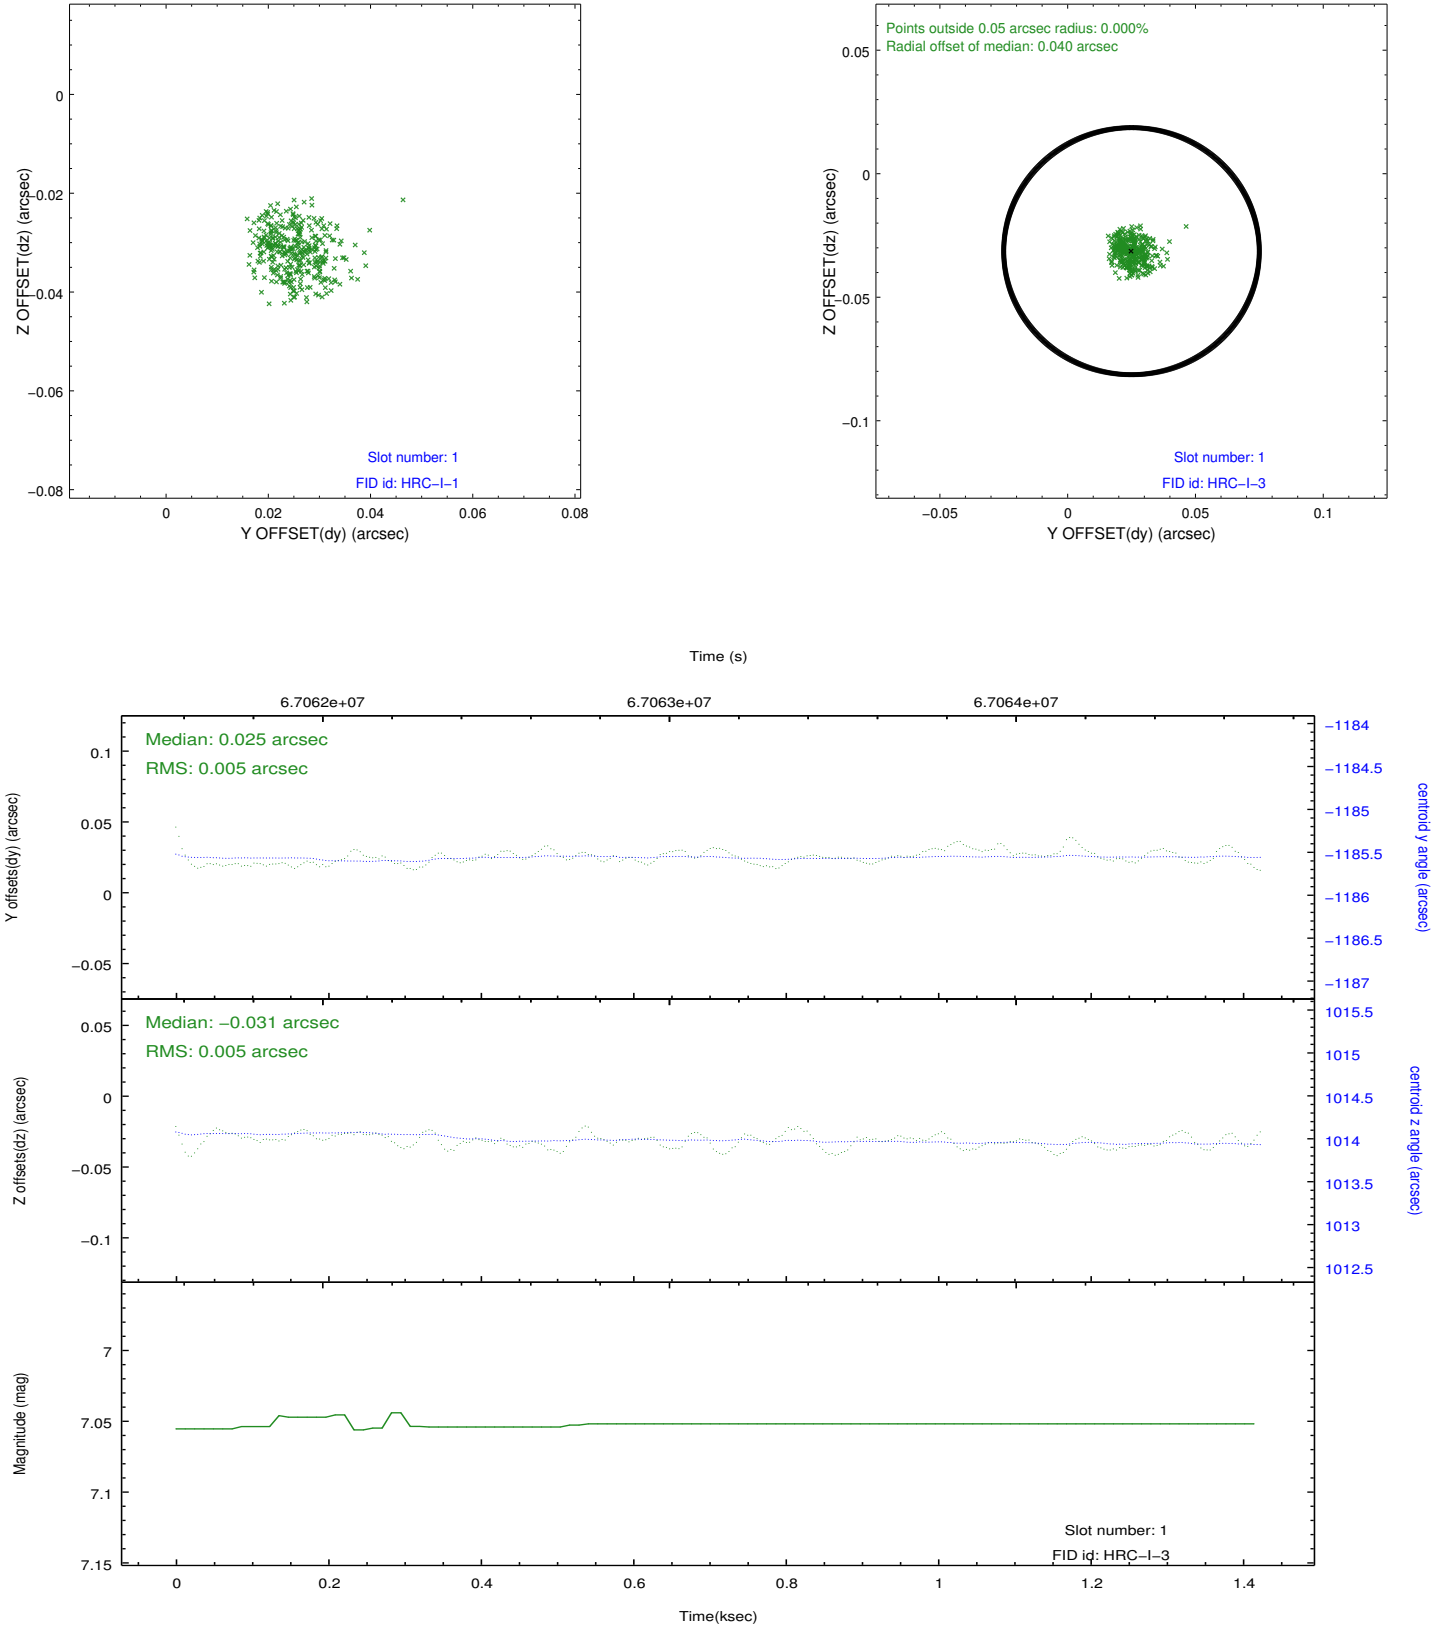 0
−0.02
−0.04
−0.06
−0.08
Z OFFSET(dz) (arcsec)
Slot number: 1
FID id: HRC−I−1
0
0.02
0.04
0.06
0.08
Y OFFSET(dy) (arcsec)
Points outside 0.05 arcsec radius: 0.000%
Radial offset of median: 0.040 arcsec
0.05
0
−0.05
−0.1
Z OFFSET(dz) (arcsec)
Slot number: 1
FID id: HRC−I−3
−0.05
0
0.05
0.1
Y OFFSET(dy) (arcsec)
Time (s)
6.7062e+07
6.7063e+07
6.7064e+07
Median: 0.025 arcsec
RMS: 0.005 arcsec
0.1
0.05
0
−0.05
Y offsets(dy) (arcsec)
−1184
−1184.5
−1185
−1185.5
−1186
−1186.5
−1187
centroid y angle (arcsec)
Median: −0.031 arcsec
RMS: 0.005 arcsec
0.05
0
−0.05
−0.1
Z offsets(dz) (arcsec)
1015.5
1015
1014.5
1014
1013.5
1013
1012.5
centroid z angle (arcsec)
7
7.05
7.1
7.15
Magnitude (mag)
Slot number: 1
FID id: HRC−I−3
0
0.2
0.4
0.6
0.8
1
1.2
1.4
Time(ksec)